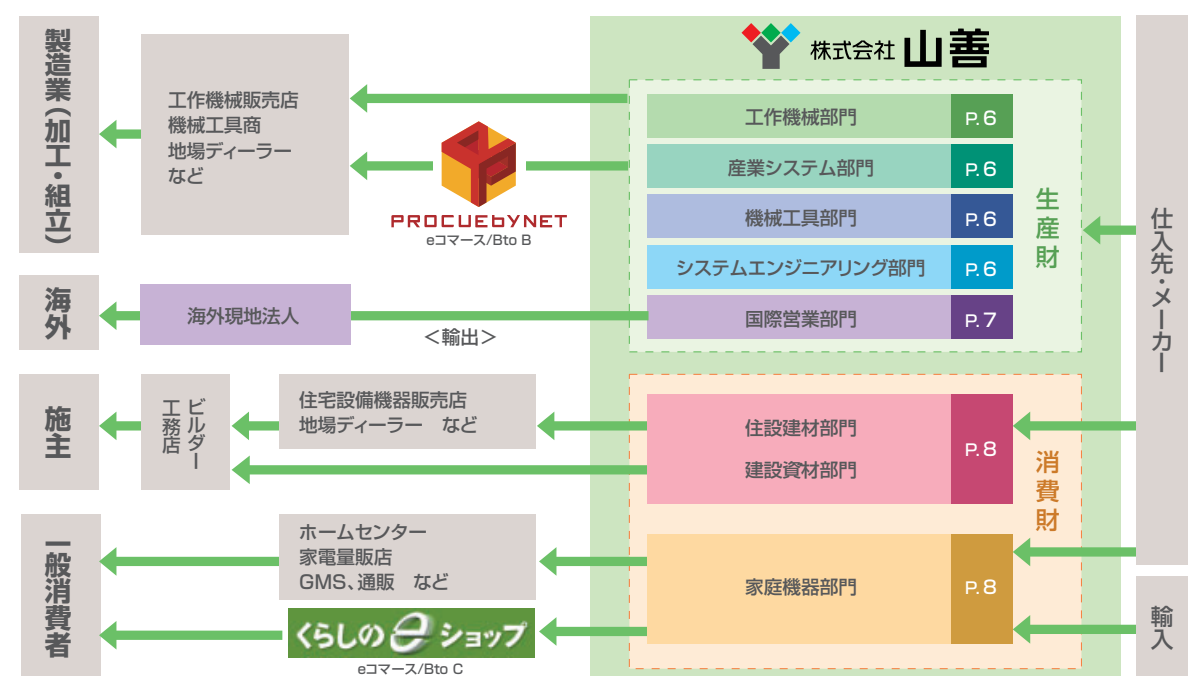 製造業（加工・組立）
工作機械販売店
機械工具商
地場ディーラー
など
PROCUEbyNET
eコマース/Bto B
株式会社 山善
工作機械部門 P.6
産業システム部門 P.6
機械工具部門 P.6
システムエンジニアリング部門 P.6
国際営業部門 P.7
生産財
仕入先・メーカー
海外
海外現地法人
＜輸出＞
施主
ビルダー
工務店
住宅設備機器販売店
地場ディーラー　など
住設建材部門
建設資材部門
P.8
消費財
一般消費者
ホームセンター
家電量販店
GMS、通販　など
くらしのeショップ
eコマース/Bto C
家庭機器部門 P.8
輸入